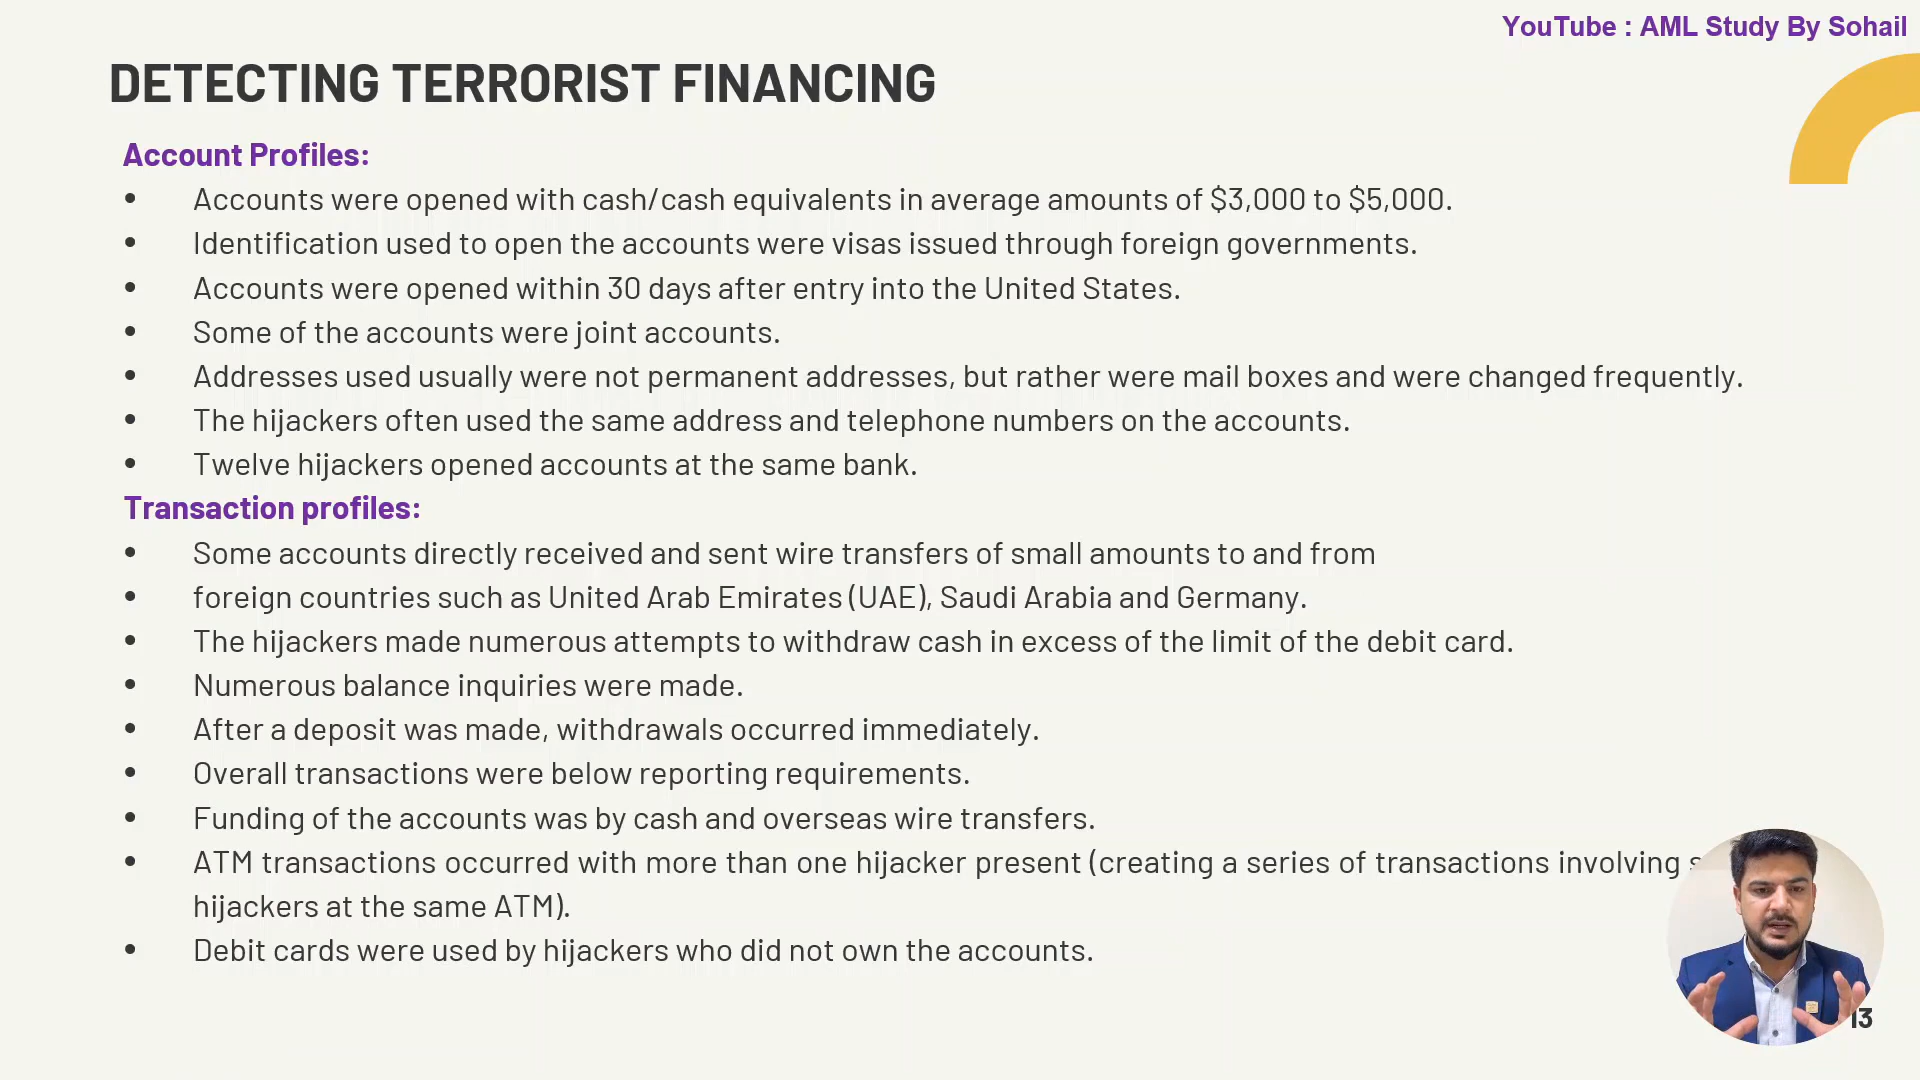 YouTube : AML Study By Sohail
DETECTING TERRORIST FINANCING
Account Profiles:
• Accounts were opened with cash/cash equivalents in average amounts of $3,000 to $5,000.
• Identification used to open the accounts were visas issued through foreign governments.
• Accounts were opened within 30 days after entry into the United States.
• Some of the accounts were joint accounts.
• Addresses used usually were not permanent addresses, but rather were mail boxes and were changed frequently.
• The hijackers often used the same address and telephone numbers on the accounts.
• Twelve hijackers opened accounts at the same bank.
Transaction profiles:
• Some accounts directly received and sent wire transfers of small amounts to and from
• foreign countries such as United Arab Emirates (UAE), Saudi Arabia and Germany.
• The hijackers made numerous attempts to withdraw cash in excess of the limit of the debit card.
• Numerous balance inquiries were made.
• After a deposit was made, withdrawals occurred immediately.
• Overall transactions were below reporting requirements.
• Funding of the accounts was by cash and overseas wire transfers.
• ATM transactions occurred with more than one hijacker present (creating a series of transactions involving
hijackers at the same ATM).
• Debit cards were used by hijackers who did not own the accounts.
13